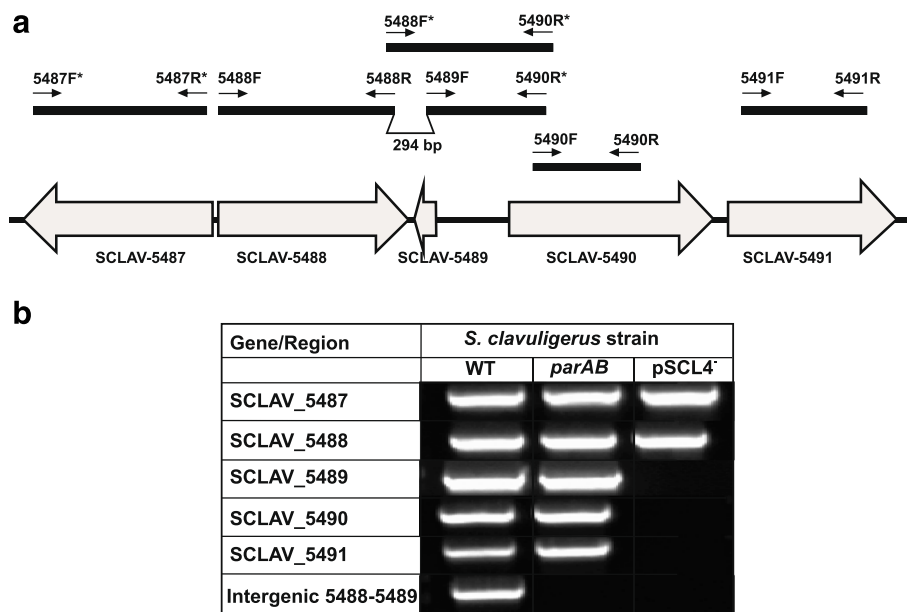 a
5488F* 5490R*
5487F* 5487R* 5488F 5488R 5489F 5490R* 5491F 5491R
294 bp
5490F 5490R
SCLAV-5487 SCLAV-5488 SCLAV-5489 SCLAV-5490 SCLAV-5491
b
Gene/Region S. clavuligerus strain
WT parAB pSCL4⁻
SCLAV_5487
SCLAV_5488
SCLAV_5489
SCLAV_5490
SCLAV_5491
Intergenic 5488-5489